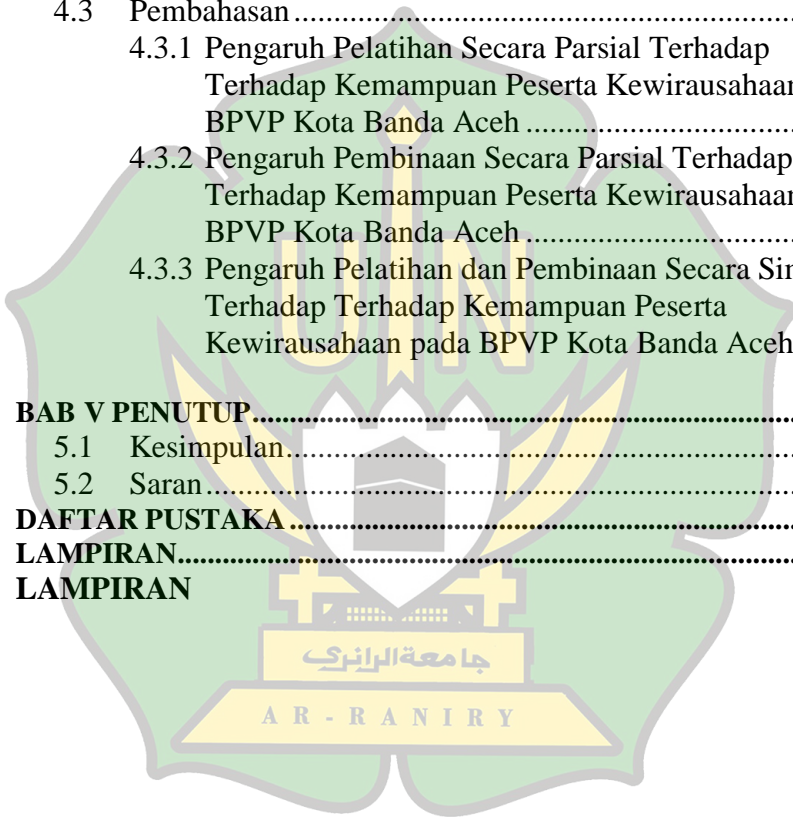 4.3 Pembahasan........................................................
4.3.1 Pengaruh Pelatihan Secara Parsial Terhadap
Terhadap Kemampuan Peserta Kewirausahaan
BPVP Kota Banda Aceh..............................
4.3.2 Pengaruh Pembinaan Secara Parsial Terhadap
Terhadap Kemampuan Peserta Kewirausahaan
BPVP Kota Banda Aceh..............................
4.3.3 Pengaruh Pelatihan dan Pembinaan Secara
Terhadap Terhadap Kemampuan Peserta
Kewirausahaan pada BPVP Kota Banda Aceh
UIN
BAB V PENUTUP........................................................
5.1 Kesimpulan........................................................
5.2 Saran........................................................
DAFTAR PUSTAKA........................................................
LAMPIRAN........................................................
LAMPIRAN
جامعة الرانري
AR-RANIRY